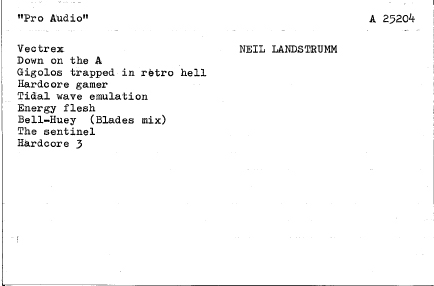 "Pro Audio" A 25204
Vectrex NEIL LANDSTRUMM
Down on the A
Gigolos trapped in retro hell
Hardcore gamer
Tidal wave emulation
Energy flesh
Bell-Huey (Blades mix)
The sentinel
Hardcore 3